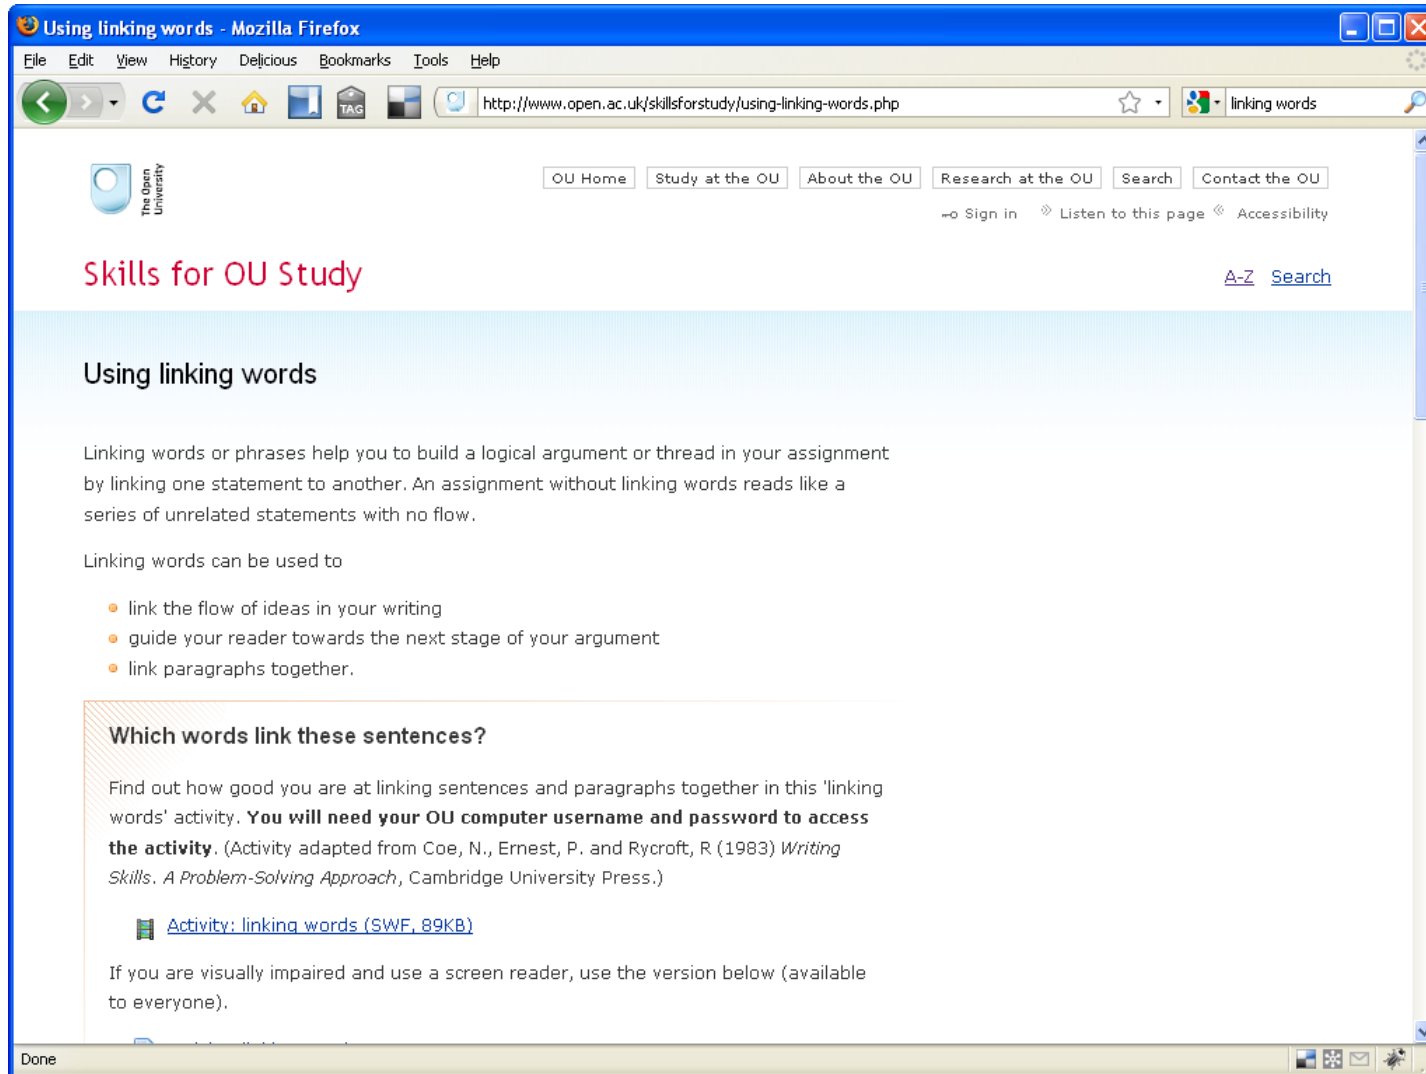 Using linking words - Mozilla Firefox
File Edit View History Delicious Bookmarks Tools Help
TAG http://www.open.ac.uk/skillsforstudy/using-linking-words.php linking words
The Open
University
OU Home Study at the OU About the OU Research at the OU Search Contact the OU
Sign in Listen to this page Accessibility
Skills for OU Study
A-Z Search
Using linking words
Linking words or phrases help you to build a logical argument or thread in your assignment
by linking one statement to another. An assignment without linking words reads like a
series of unrelated statements with no flow.
Linking words can be used to
link the flow of ideas in your writing
guide your reader towards the next stage of your argument
link paragraphs together.
Which words link these sentences?
Find out how good you are at linking sentences and paragraphs together in this 'linking
words' activity. You will need your OU computer username and password to access
the activity. (Activity adapted from Coe, N., Ernest, P. and Rycroft, R (1983) Writing
Skills. A Problem-Solving Approach, Cambridge University Press.)
Activity: linking words (SWF, 89KB)
If you are visually impaired and use a screen reader, use the version below (available
to everyone).
Done